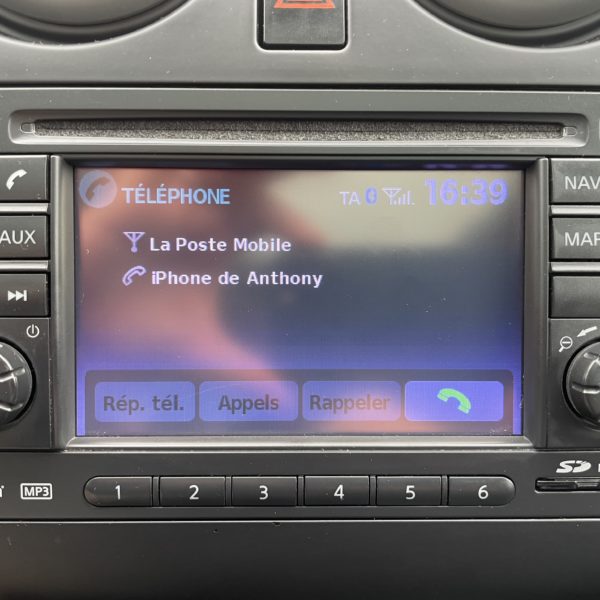 TÉLÉPHONE TA 16:39
NAV
AUX
La Poste Mobile
MAP
iPhone de Anthony
Rép. tél. Appels Rappeler
MP3 1 2 3 4 5 6
SD